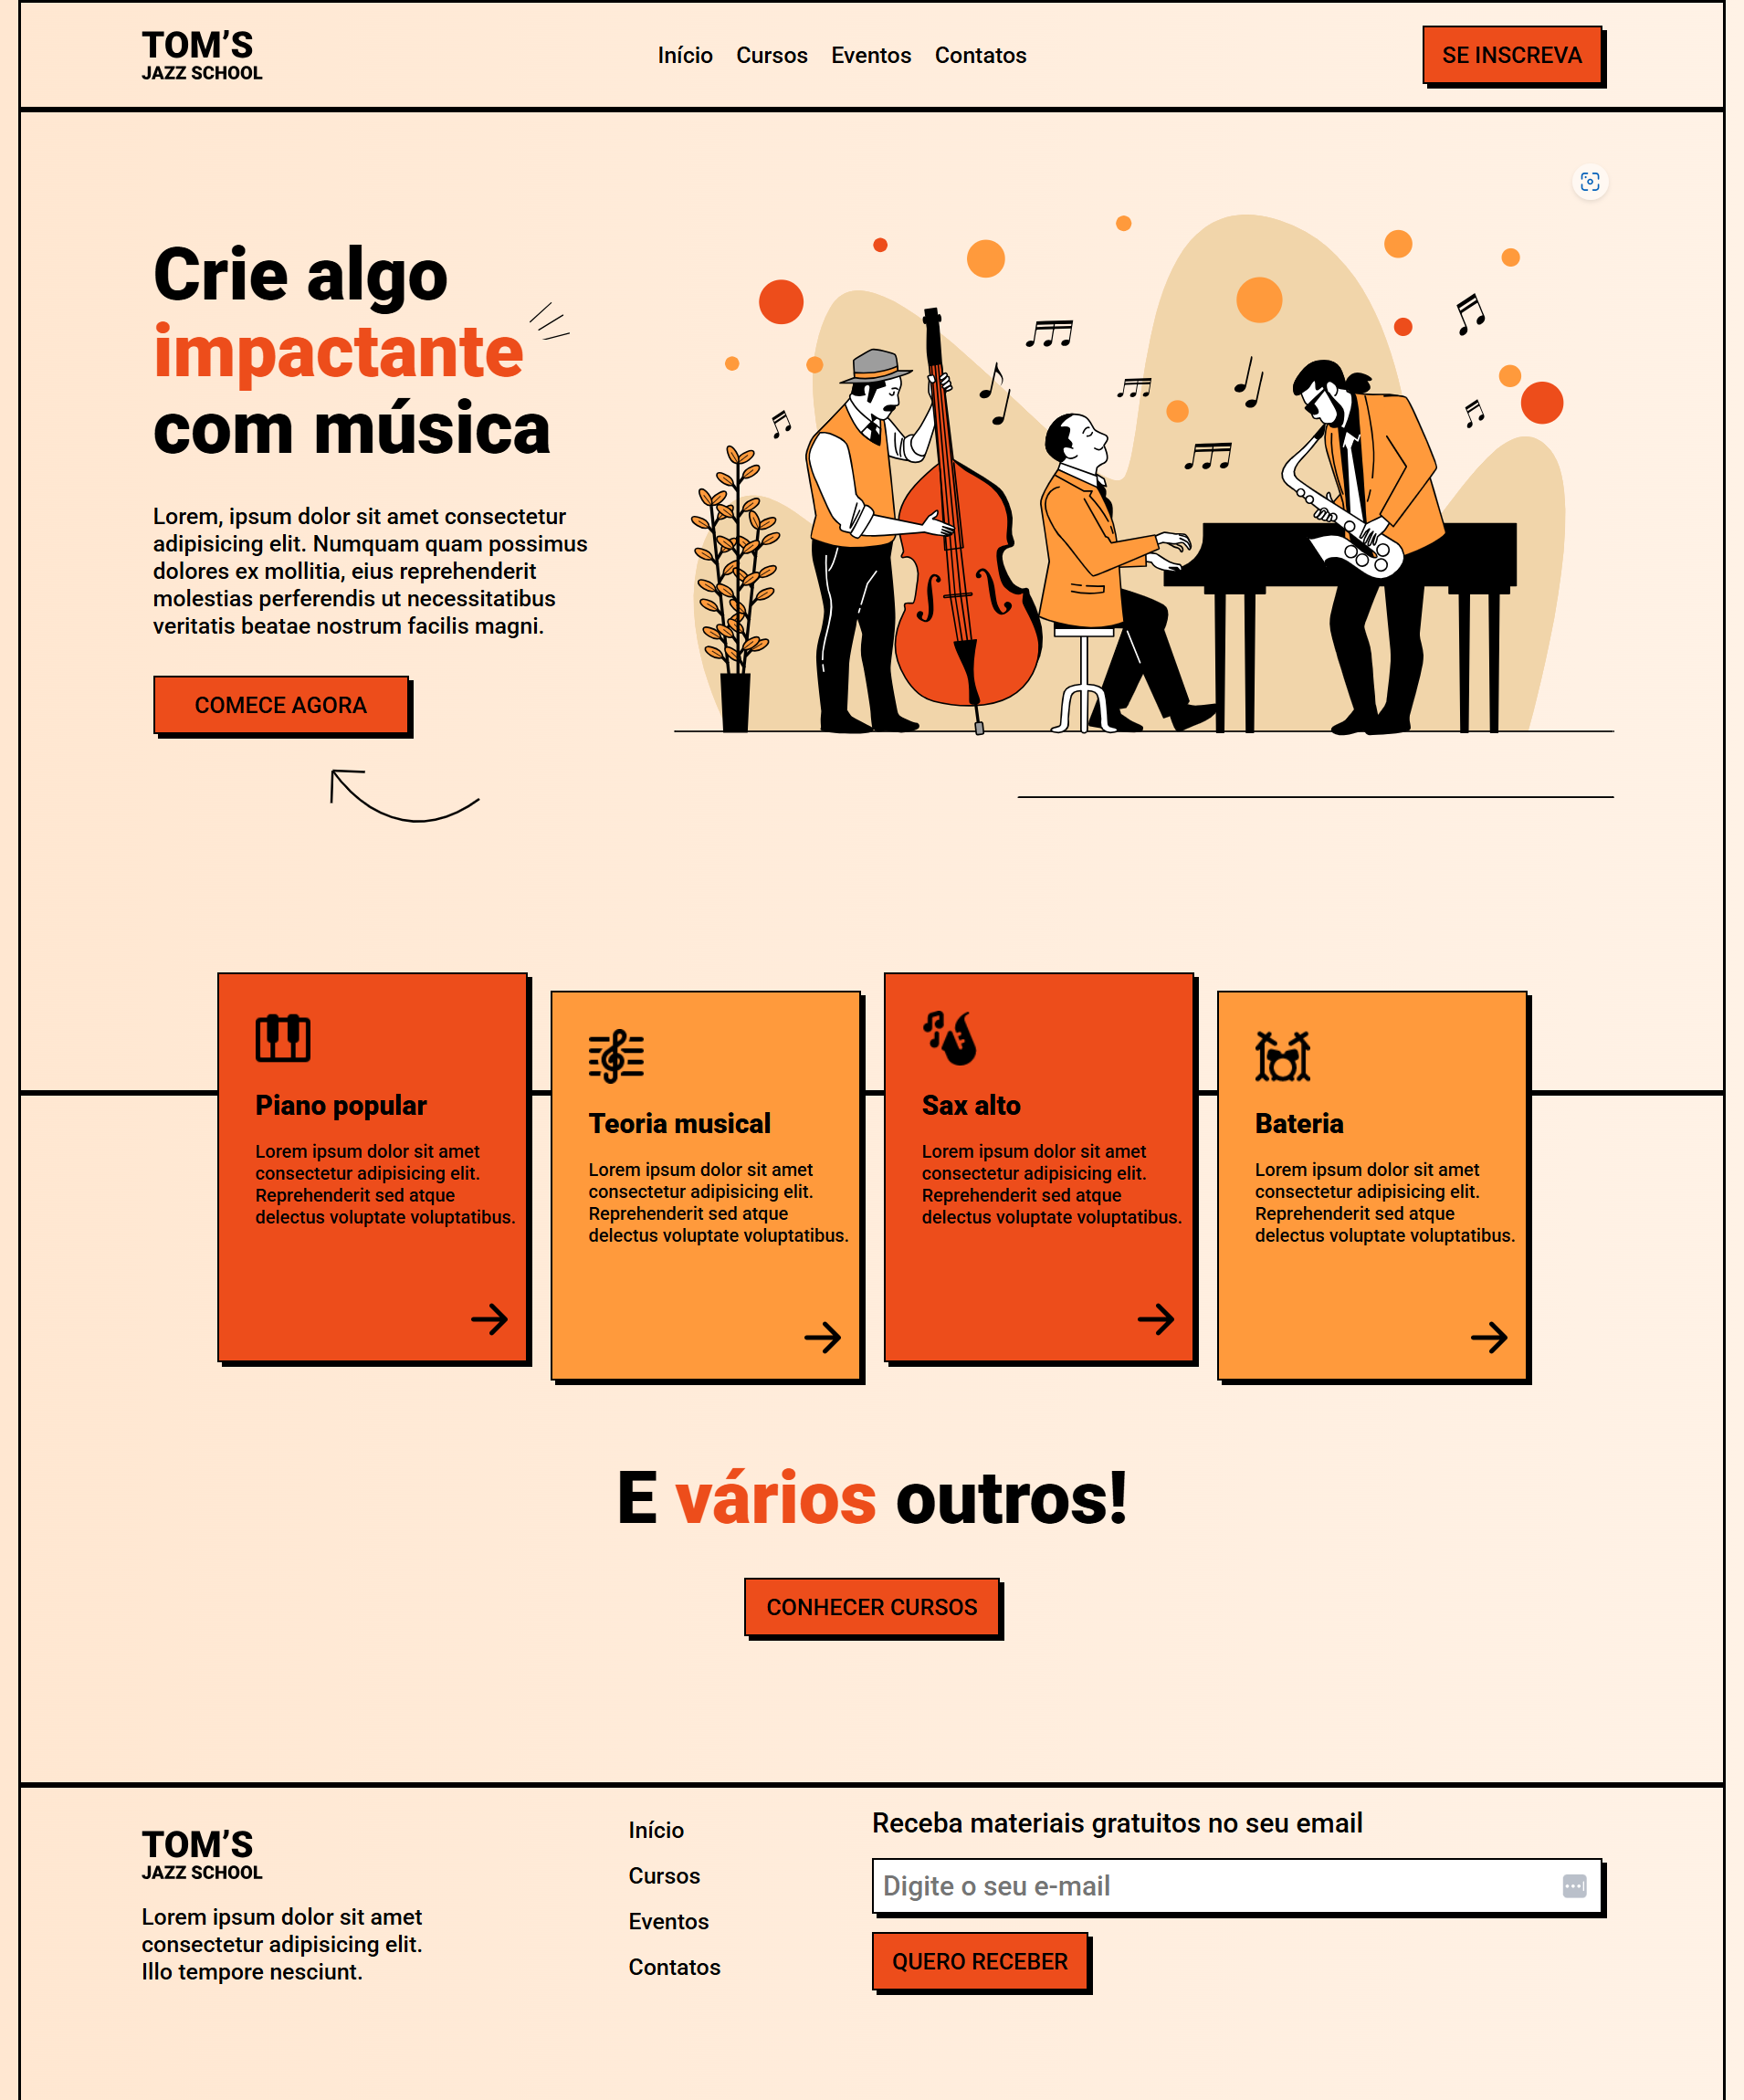 TOM’S
JAZZ SCHOOL
Início Cursos Eventos Contatos
SE INSCREVA
Crie algo
impactante
com música
Lorem, ipsum dolor sit amet consectetur
adipisicing elit. Numquam quam possimus
dolores ex mollitia, eius reprehenderit
molestias perferendis ut necessitatibus
veritatis beatae nostrum facilis magni.
COMECE AGORA
Piano popular
Lorem ipsum dolor sit amet
consectetur adipisicing elit.
Reprehenderit sed atque
delectus voluptate voluptatibus.
Teoria musical
Lorem ipsum dolor sit amet
consectetur adipisicing elit.
Reprehenderit sed atque
delectus voluptate voluptatibus.
Sax alto
Lorem ipsum dolor sit amet
consectetur adipisicing elit.
Reprehenderit sed atque
delectus voluptate voluptatibus.
Bateria
Lorem ipsum dolor sit amet
consectetur adipisicing elit.
Reprehenderit sed atque
delectus voluptate voluptatibus.
E vários outros!
CONHECER CURSOS
TOM’S
JAZZ SCHOOL
Lorem ipsum dolor sit amet
consectetur adipisicing elit.
Illo tempore nesciunt.
Início
Cursos
Eventos
Contatos
Receba materiais gratuitos no seu email
Digite o seu e-mail
QUERO RECEBER